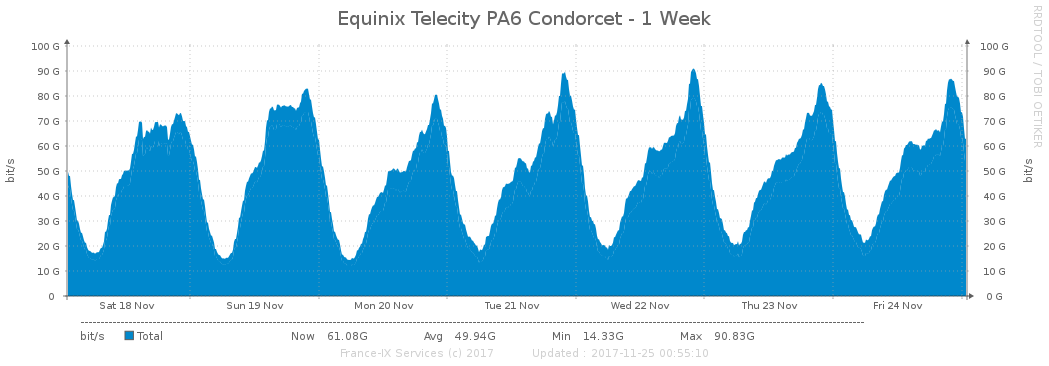 Equinix Telecity PA6 Condorcet - 1 Week
RRDTOOL / TOBI OETIKER
100 G 100 G
90 G 90 G
80 G 80 G
70 G 70 G
60 G 60 G
50 G 50 G
40 G 40 G
30 G 30 G
20 G 20 G
10 G 10 G
0 0 G
bit/s
bit/s
Sat 18 Nov Sun 19 Nov Mon 20 Nov Tue 21 Nov Wed 22 Nov Thu 23 Nov Fri 24 Nov
bit/s Total Now 61.08G Avg 49.94G Min 14.33G Max 90.83G
France-IX Services (c) 2017 Updated : 2017-11-25 00:55:10